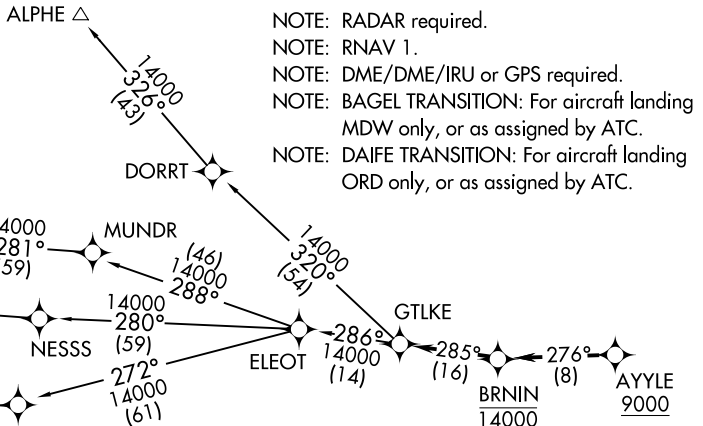 ALPHE
14000
326°
(43)
NOTE: RADAR required.
NOTE: RNAV 1.
NOTE: DME/DME/IRU or GPS required.
NOTE: BAGEL TRANSITION: For aircraft landing
MDW only, or as assigned by ATC.
NOTE: DAIFE TRANSITION: For aircraft landing
ORD only, or as assigned by ATC.
DORRT
14000
320°
(54)
4000
281°
59)
MUNDR
(46)
14000
288°
14000
280°
(59)
NESSS
272°
14000
(61)
ELEOT
286°
14000
(14)
GTLKE
285°
(16)
BRNIN
14000
276°
(8)
AYYLE
9000